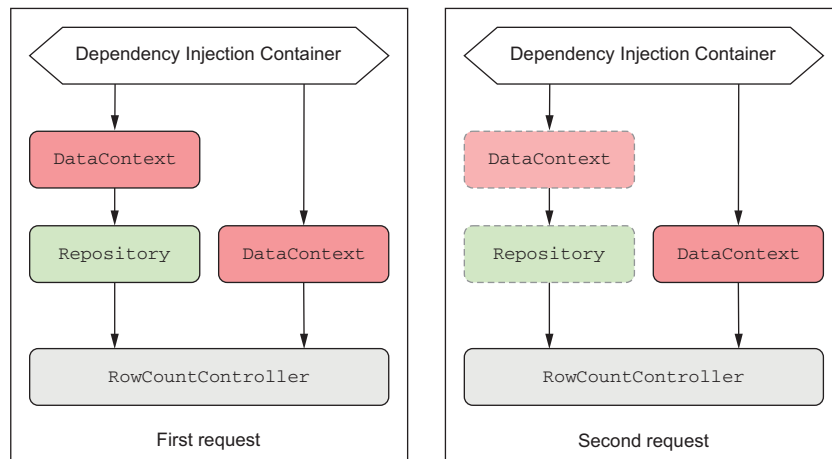 Dependency Injection Container
DataContext
Repository
DataContext
RowCountController
First request
Dependency Injection Container
DataContext
Repository
DataContext
RowCountController
Second request